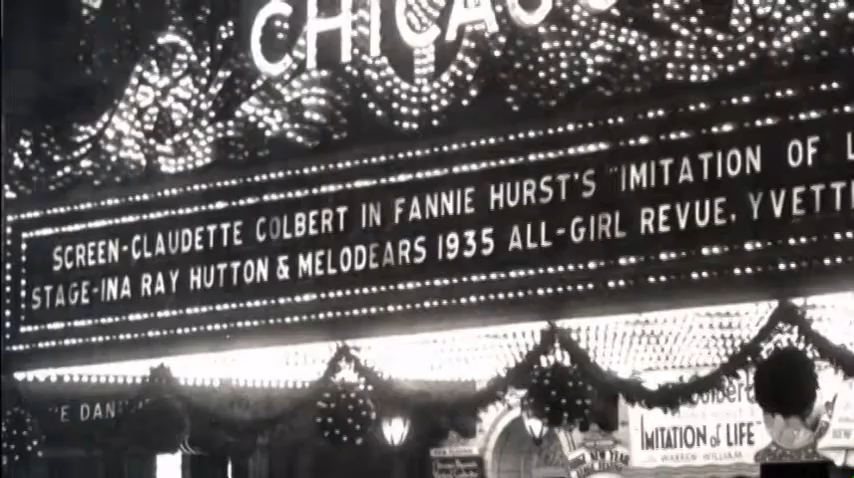 CHICAGO
SCREEN-CLAUDETTE COLBERT IN FANNIE HURST'S "IMITATION OF L
STAGE-INA RAY HUTTON & MELODEARS 1935 ALL-GIRL REVUE. YVETT
Colbert
IMITATION of LIFE
WARREN WILLIAM
NEW YEAR